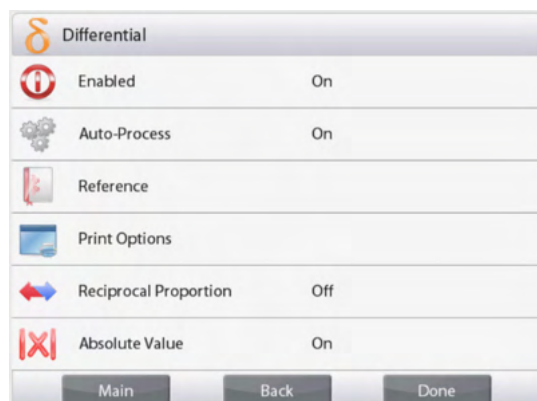 δ Differential
Enabled On
Auto-Process On
Reference
Print Options
Reciprocal Proportion Off
|X| Absolute Value On
Main Back Done